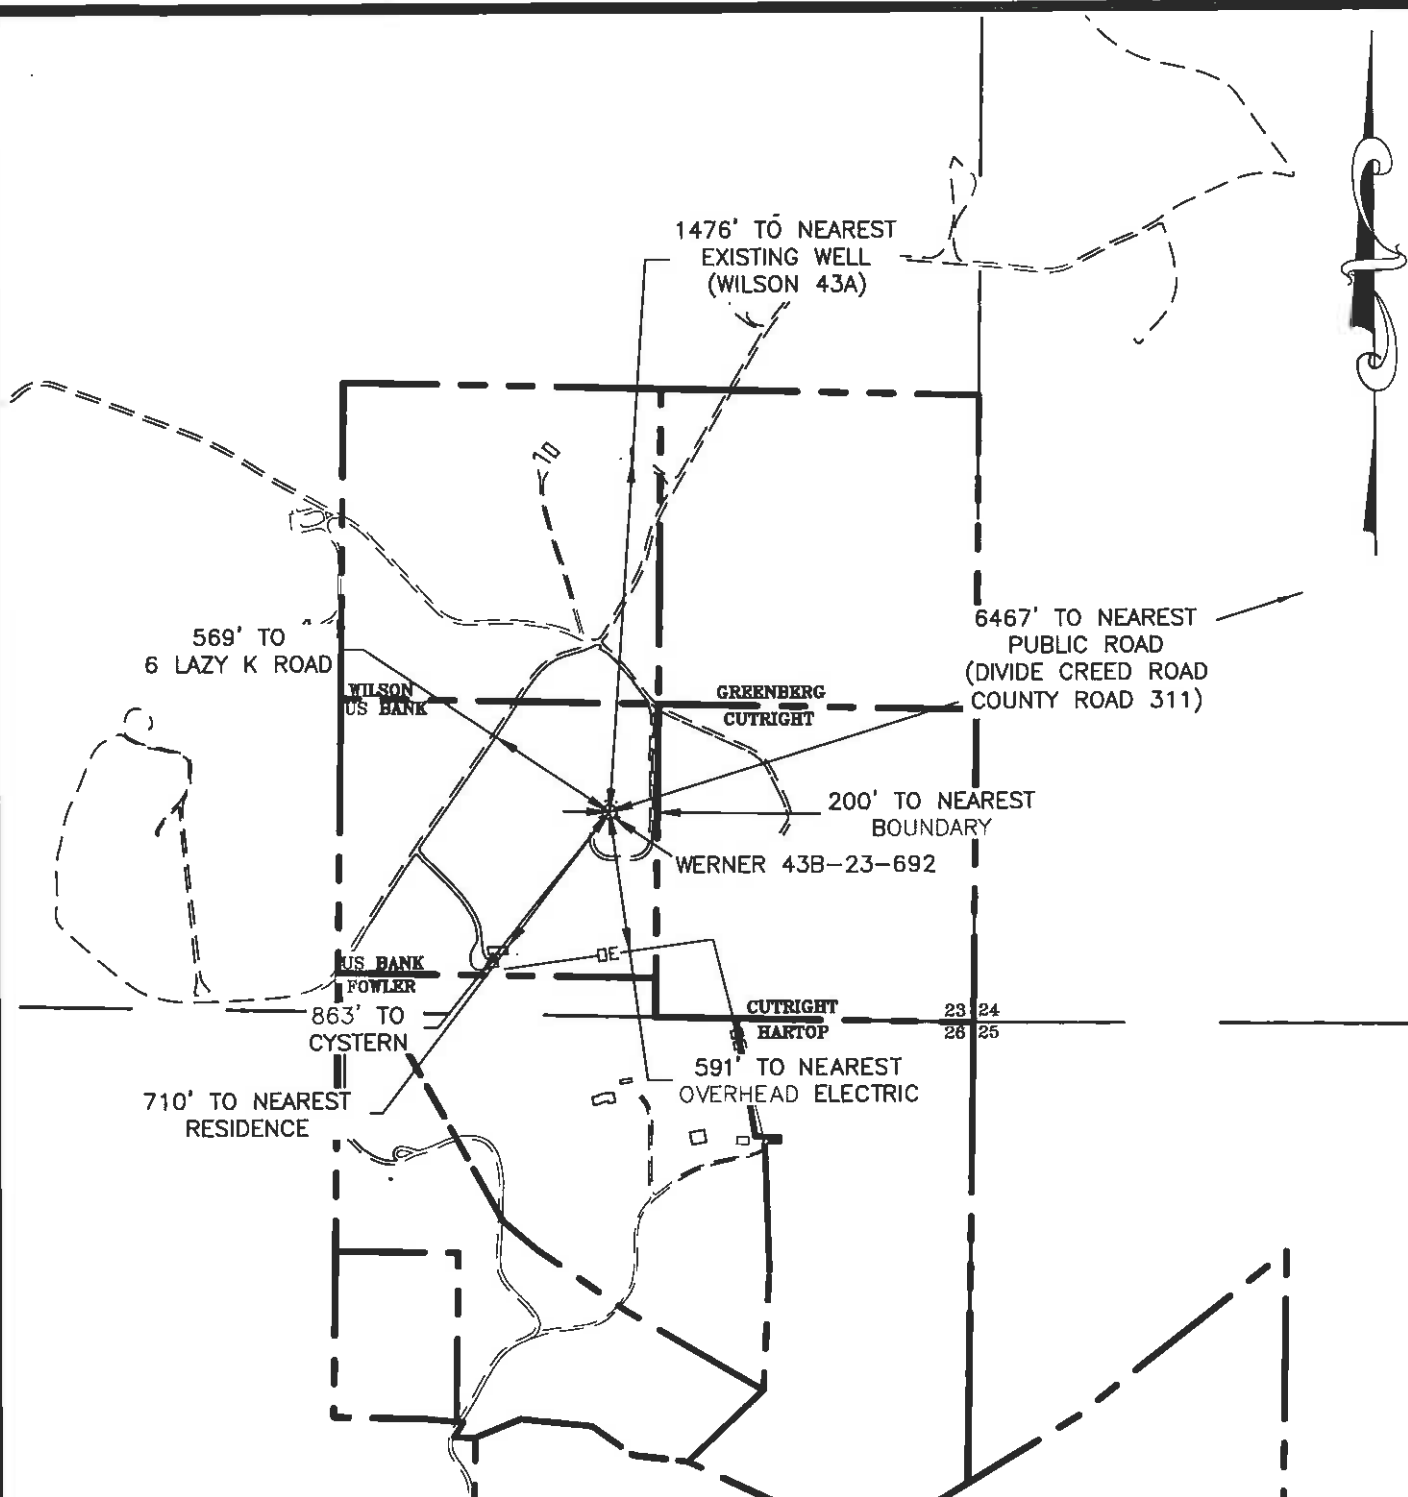 1476' TO NEAREST
EXISTING WELL
(WILSON 43A)
569' TO
6 LAZY K ROAD
6467' TO NEAREST
PUBLIC ROAD
(DIVIDE CREED ROAD
COUNTY ROAD 311)
WILSON
US BANK
GREENBERG
CUTRIGHT
200' TO NEAREST
BOUNDARY
WERNER 43B-23-692
OE
US BANK
FOWLER
863' TO
CYSTERN
CUTRIGHT
HARTOP
23 24
26 25
591' TO NEAREST
OVERHEAD ELECTRIC
710' TO NEAREST
RESIDENCE